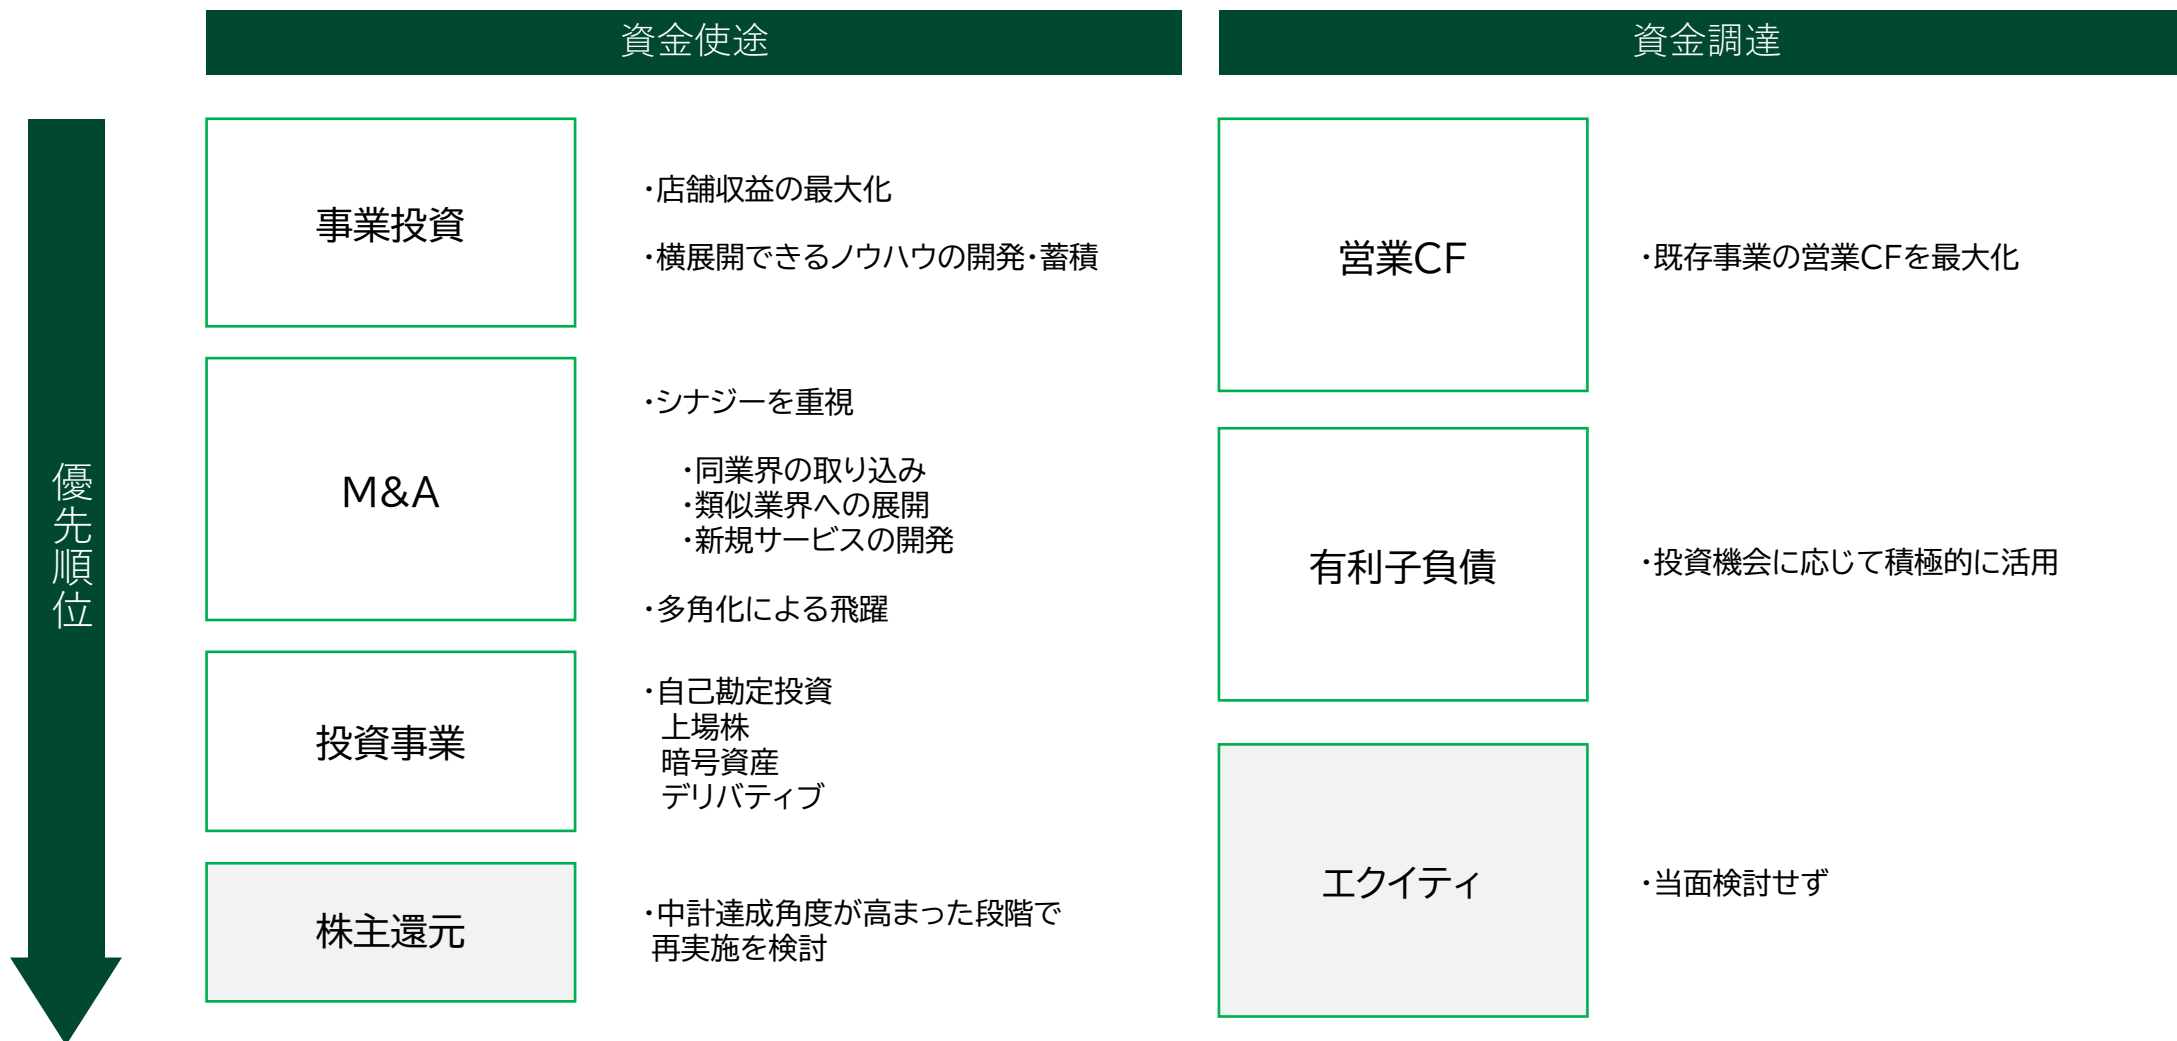 資金使途
資金調達
優先順位
事業投資
・店舗収益の最大化
・横展開できるノウハウの開発・蓄積
M&A
・シナジーを重視
・同業界の取り込み
・類似業界への展開
・新規サービスの開発
・多角化による飛躍
投資事業
・自己勘定投資
上場株
暗号資産
デリバティブ
株主還元
・中計達成角度が高まった段階で
再実施を検討
営業CF
・既存事業の営業CFを最大化
有利子負債
・投資機会に応じて積極的に活用
エクイティ
・当面検討せず